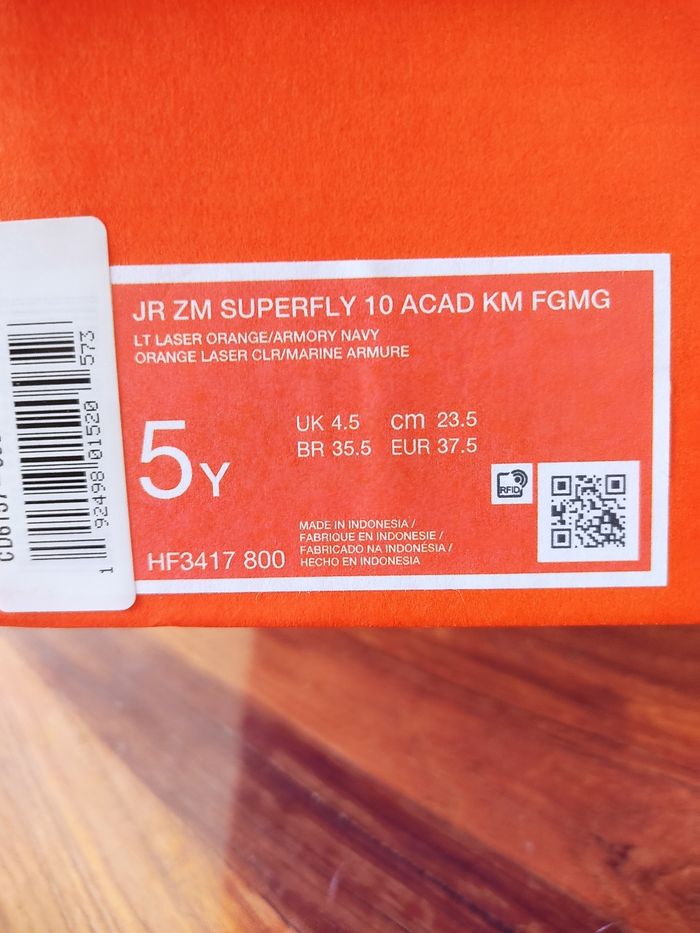 JR ZM SUPERFLY 10 ACAD KM FGMG
LT LASER ORANGE/ARMORY NAVY
ORANGE LASER CLR/MARINE ARMURE
5Y
UK 4.5 cm 23.5
BR 35.5 EUR 37.5
RFID
MADE IN INDONESIA /
FABRIQUE EN INDONESIE /
FABRICADO NA INDONÉSIA /
HECHO EN INDONESIA
HF3417 800
1 92498 01520 573